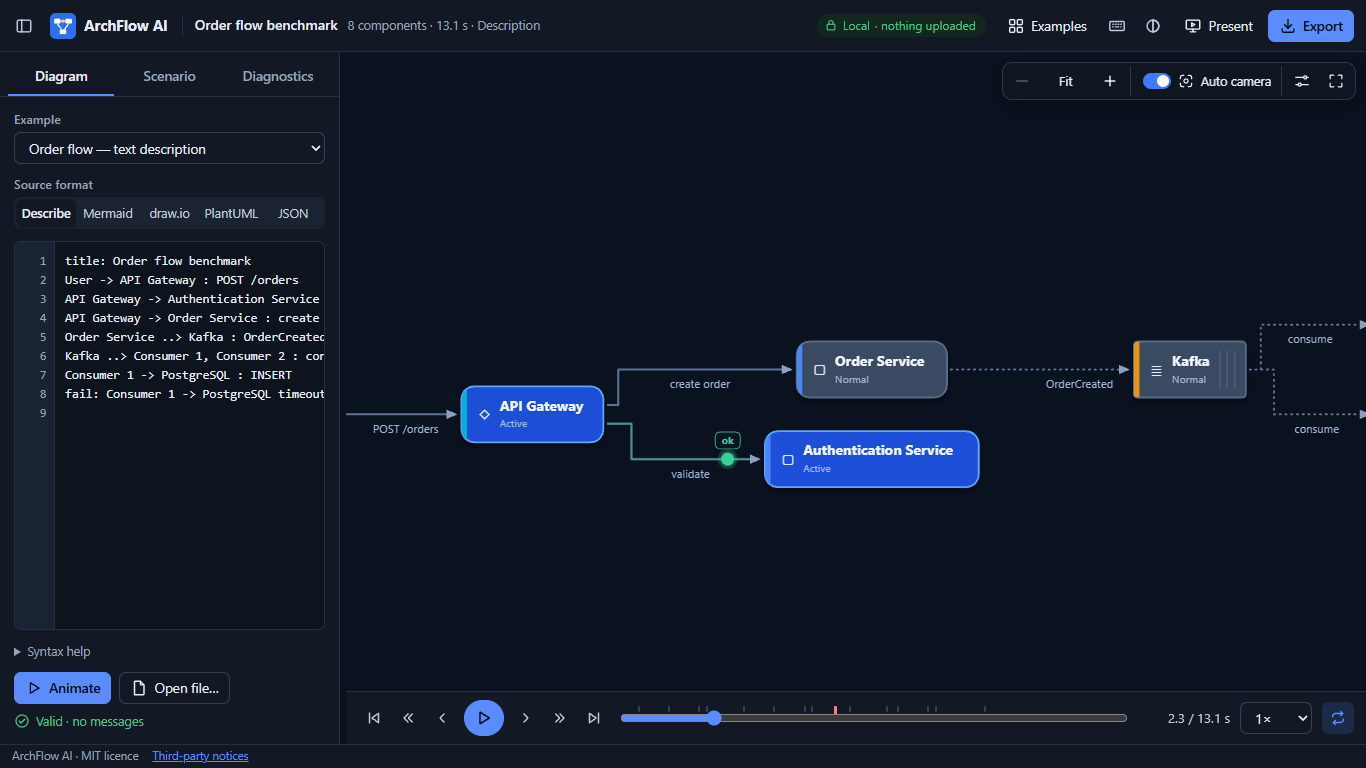 ArchFlow AI
Order flow benchmark
8 components · 13.1 s · Description
Local · nothing uploaded
Examples
Present
Export
Diagram
Scenario
Diagnostics
Example
Order flow — text description
Source format
Describe
Mermaid
draw.io
PlantUML
JSON
1 title: Order flow benchmark
2 User -> API Gateway : POST /orders
3 API Gateway -> Authentication Service
4 API Gateway -> Order Service : create
5 Order Service ..> Kafka : OrderCreated
6 Kafka ..> Consumer 1, Consumer 2 : con
7 Consumer 1 -> PostgreSQL : INSERT
8 fail: Consumer 1 -> PostgreSQL timeout
9
Syntax help
Animate
Open file...
Valid · no messages
Fit
Auto camera
POST /orders
API Gateway
Active
create order
ok
validate
Order Service
Normal
Authentication Service
Active
OrderCreated
Kafka
Normal
consume
consume
2.3 / 13.1 s
1×
ArchFlow AI · MIT licence
Third-party notices